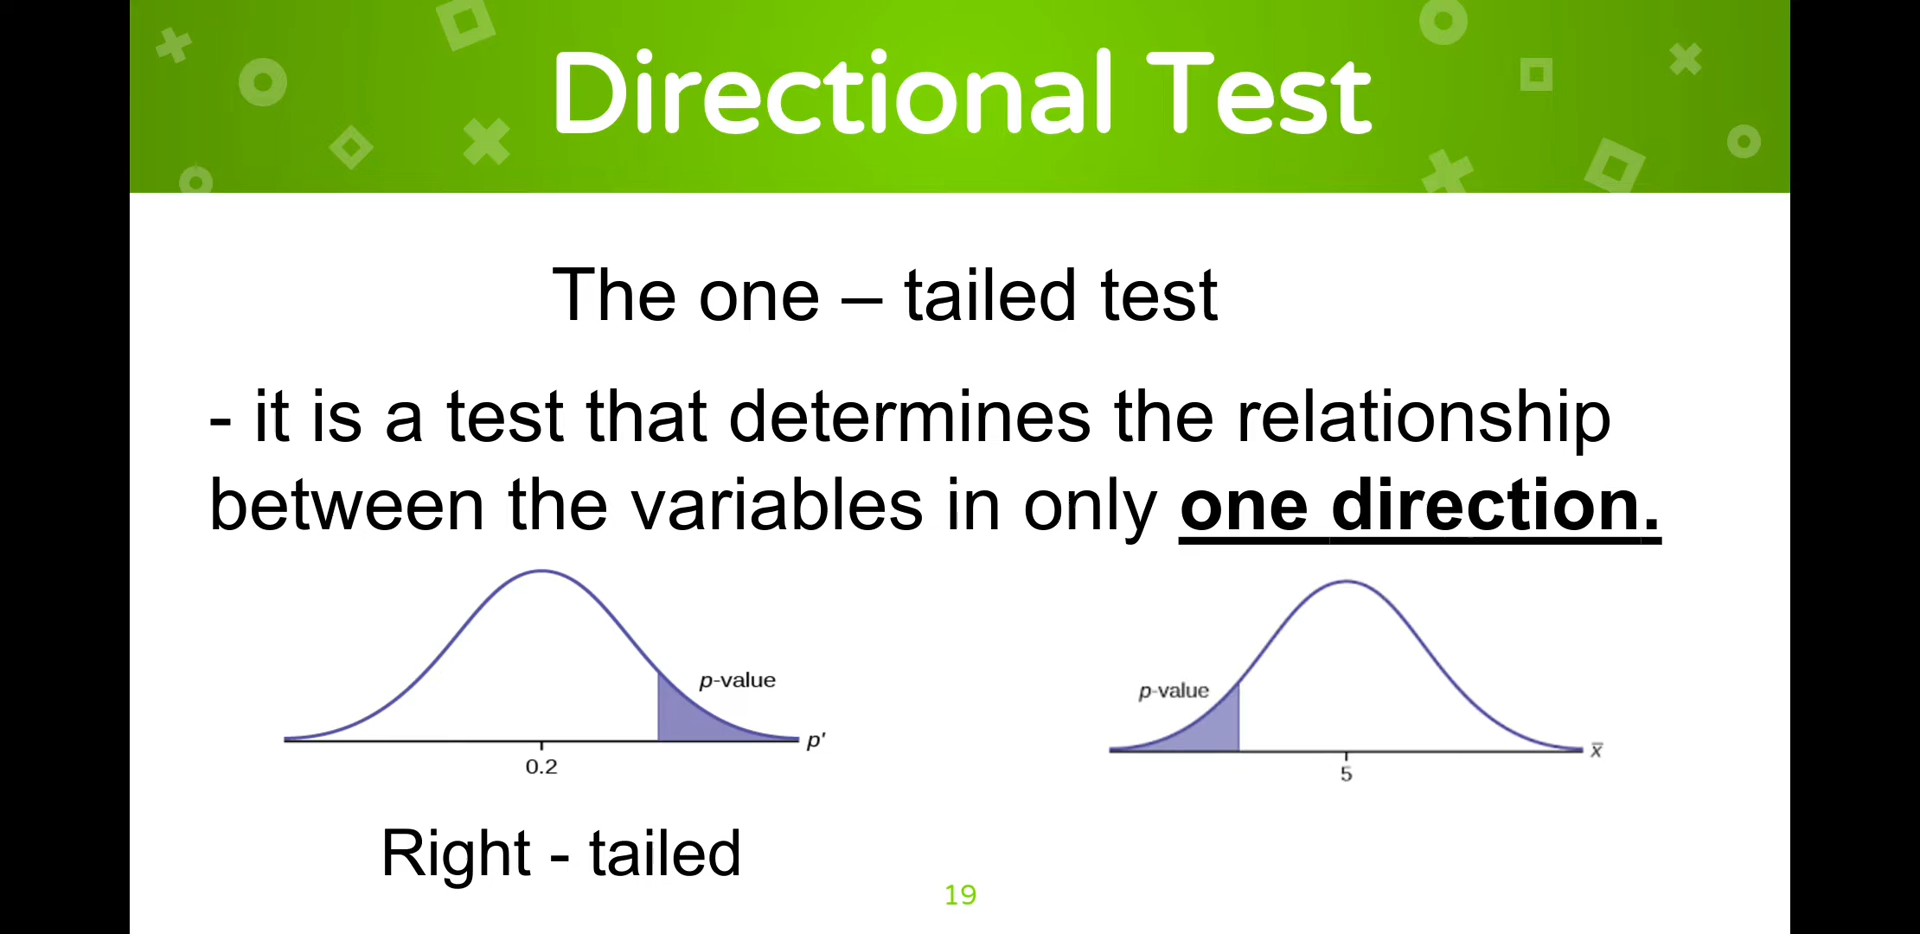 Directional Test
The one – tailed test
- it is a test that determines the relationship
between the variables in only one direction.
p-value
p'
0.2
p-value
x̅
5
Right - tailed
19